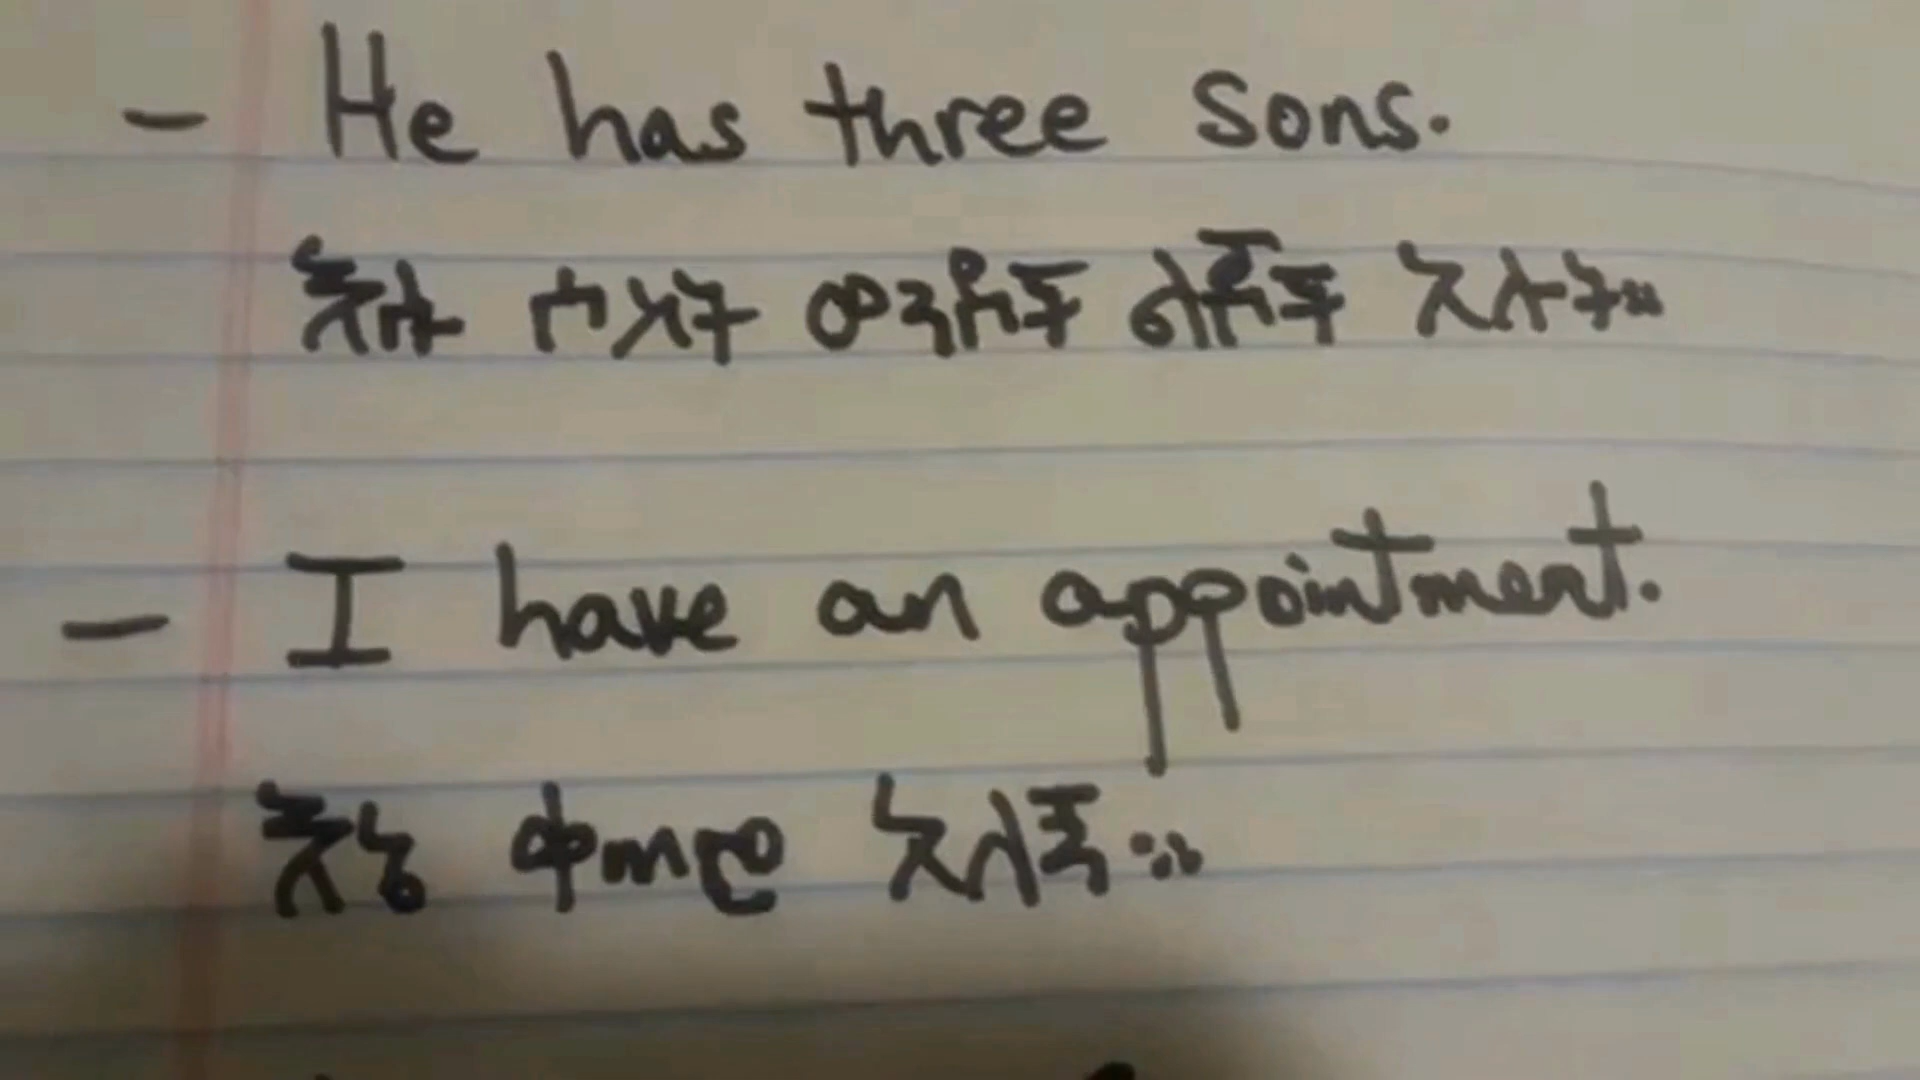 - He has three sons.
እሱ ሶስት ወንዶች ልጆች አሉት።
- I have an appointment.
እኔ ቀጠሮ አለኝ።